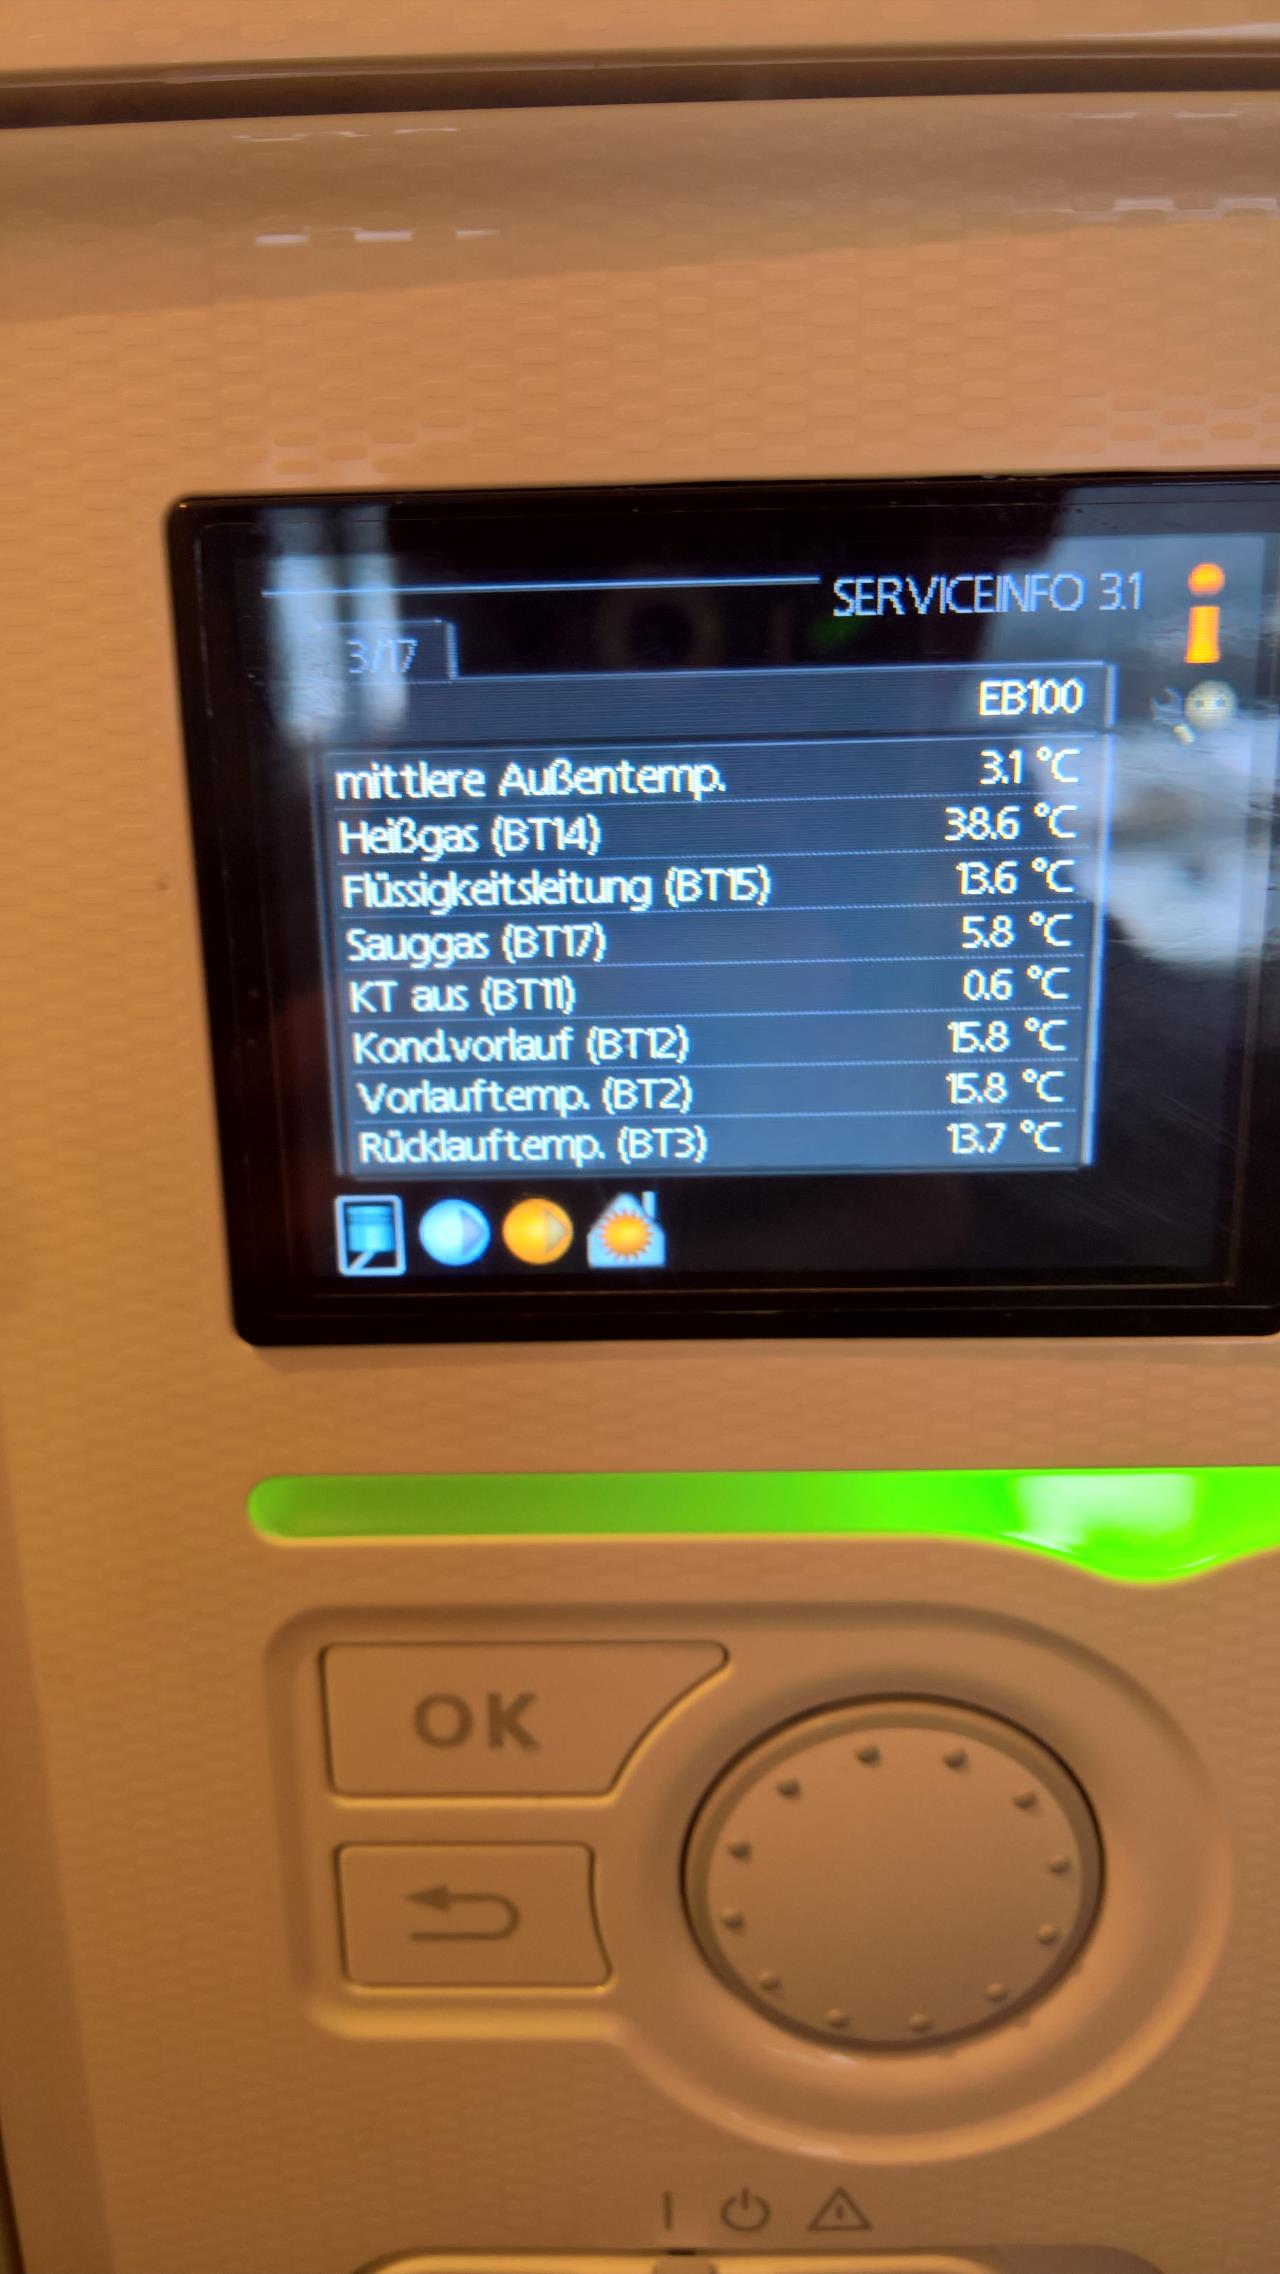 SERVICEINFO 3.1
3/17
EB100
mittlere Außentemp. 3.1 °C
Heißgas (BT14) 38.6 °C
Flüssigkeitsleitung (BT15) 13.6 °C
Sauggas (BT17) 5.8 °C
KT aus (BT11) 0.6 °C
Kond.vorlauf (BT12) 15.8 °C
Vorlauftemp. (BT2) 15.8 °C
Rücklauftemp. (BT3) 13.7 °C
OK